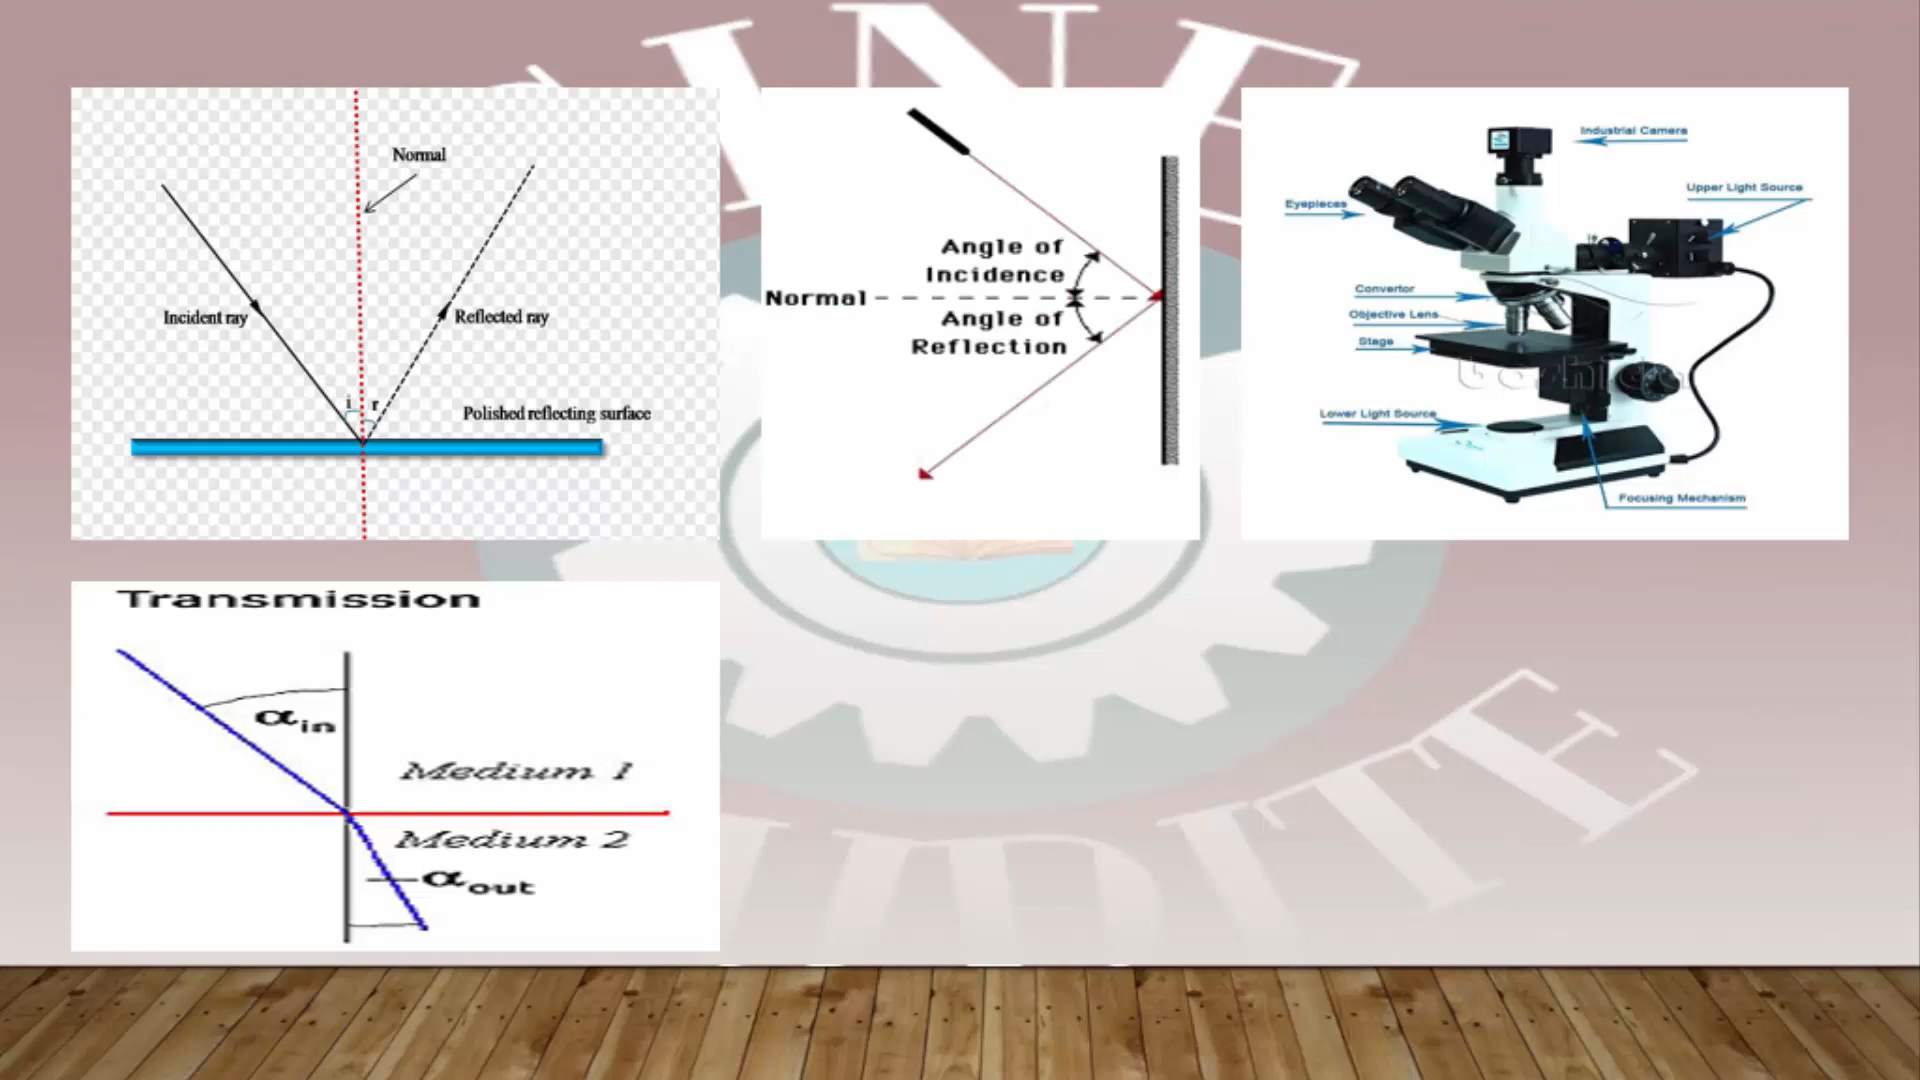 Normal
Incident ray
Reflected ray
i
r
Polished reflecting surface
Angle of
Incidence
Normal
Angle of
Reflection
Industrial Camera
Upper Light Source
Eyepieces
Convertor
Objective Lens
Stage
Lower Light Source
Focusing Mechanism
Transmission
αin
Medium 1
Medium 2
αout